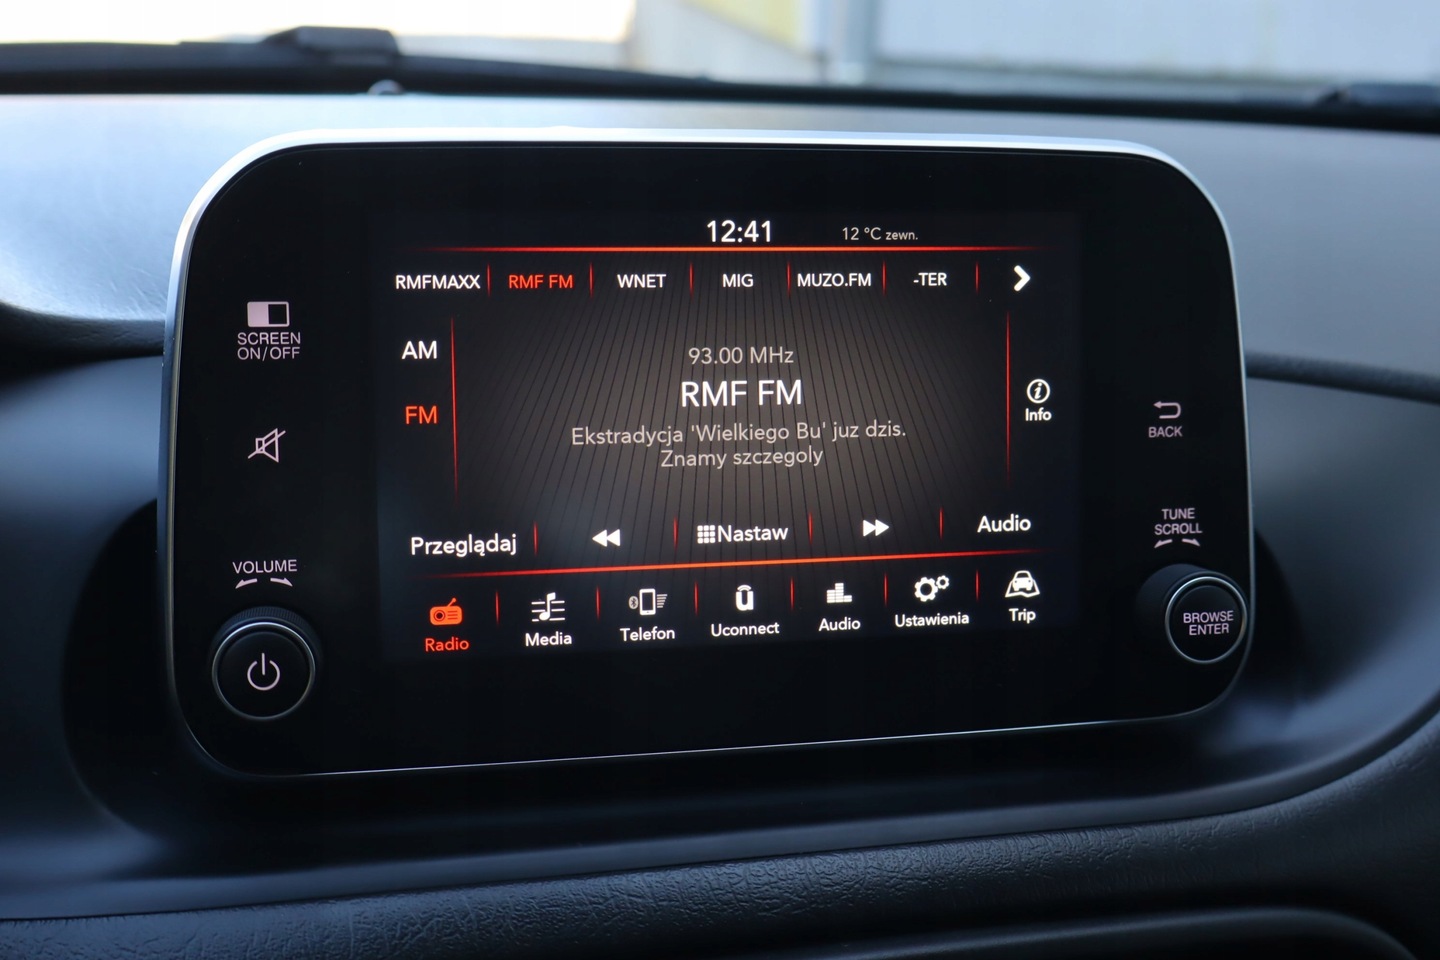 12:41
12 °C zewn.
RMFMAXX RMF FM WNET MIG MUZO.FM -TER
SCREEN
ON/OFF
AM
FM
93.00 MHz
RMF FM
Ekstradycja 'Wielkiego Bu' juz dzis.
Znamy szczegoly
Info
BACK
TUNE
SCROLL
Przeglądaj Nastaw Audio
VOLUME
Radio Media Telefon Uconnect Audio Ustawienia Trip
BROWSE
ENTER